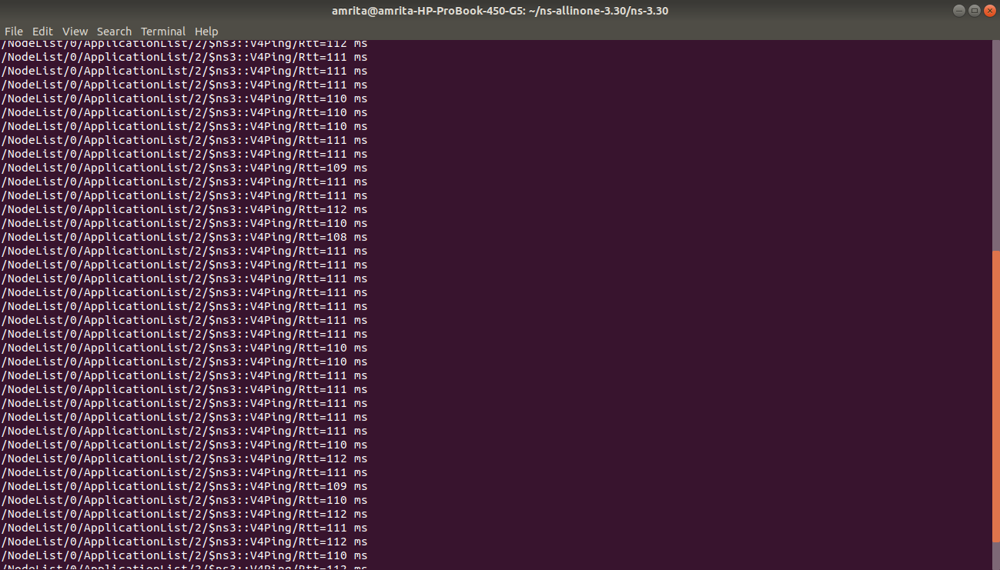 amrita@amrita-HP-ProBook-450-G5: ~/ns-allinone-3.30/ns-3.30
File Edit View Search Terminal Help
/NodeList/0/ApplicationList/2/$ns3::V4Ping/Rtt=112 ms
/NodeList/0/ApplicationList/2/$ns3::V4Ping/Rtt=111 ms
/NodeList/0/ApplicationList/2/$ns3::V4Ping/Rtt=111 ms
/NodeList/0/ApplicationList/2/$ns3::V4Ping/Rtt=111 ms
/NodeList/0/ApplicationList/2/$ns3::V4Ping/Rtt=110 ms
/NodeList/0/ApplicationList/2/$ns3::V4Ping/Rtt=110 ms
/NodeList/0/ApplicationList/2/$ns3::V4Ping/Rtt=110 ms
/NodeList/0/ApplicationList/2/$ns3::V4Ping/Rtt=111 ms
/NodeList/0/ApplicationList/2/$ns3::V4Ping/Rtt=111 ms
/NodeList/0/ApplicationList/2/$ns3::V4Ping/Rtt=109 ms
/NodeList/0/ApplicationList/2/$ns3::V4Ping/Rtt=111 ms
/NodeList/0/ApplicationList/2/$ns3::V4Ping/Rtt=111 ms
/NodeList/0/ApplicationList/2/$ns3::V4Ping/Rtt=112 ms
/NodeList/0/ApplicationList/2/$ns3::V4Ping/Rtt=110 ms
/NodeList/0/ApplicationList/2/$ns3::V4Ping/Rtt=108 ms
/NodeList/0/ApplicationList/2/$ns3::V4Ping/Rtt=111 ms
/NodeList/0/ApplicationList/2/$ns3::V4Ping/Rtt=111 ms
/NodeList/0/ApplicationList/2/$ns3::V4Ping/Rtt=111 ms
/NodeList/0/ApplicationList/2/$ns3::V4Ping/Rtt=111 ms
/NodeList/0/ApplicationList/2/$ns3::V4Ping/Rtt=111 ms
/NodeList/0/ApplicationList/2/$ns3::V4Ping/Rtt=111 ms
/NodeList/0/ApplicationList/2/$ns3::V4Ping/Rtt=111 ms
/NodeList/0/ApplicationList/2/$ns3::V4Ping/Rtt=110 ms
/NodeList/0/ApplicationList/2/$ns3::V4Ping/Rtt=110 ms
/NodeList/0/ApplicationList/2/$ns3::V4Ping/Rtt=111 ms
/NodeList/0/ApplicationList/2/$ns3::V4Ping/Rtt=111 ms
/NodeList/0/ApplicationList/2/$ns3::V4Ping/Rtt=111 ms
/NodeList/0/ApplicationList/2/$ns3::V4Ping/Rtt=111 ms
/NodeList/0/ApplicationList/2/$ns3::V4Ping/Rtt=111 ms
/NodeList/0/ApplicationList/2/$ns3::V4Ping/Rtt=110 ms
/NodeList/0/ApplicationList/2/$ns3::V4Ping/Rtt=112 ms
/NodeList/0/ApplicationList/2/$ns3::V4Ping/Rtt=111 ms
/NodeList/0/ApplicationList/2/$ns3::V4Ping/Rtt=109 ms
/NodeList/0/ApplicationList/2/$ns3::V4Ping/Rtt=110 ms
/NodeList/0/ApplicationList/2/$ns3::V4Ping/Rtt=112 ms
/NodeList/0/ApplicationList/2/$ns3::V4Ping/Rtt=111 ms
/NodeList/0/ApplicationList/2/$ns3::V4Ping/Rtt=112 ms
/NodeList/0/ApplicationList/2/$ns3::V4Ping/Rtt=110 ms
/NodeList/0/ApplicationList/2/$ns3::V4Ping/Rtt=112 ms